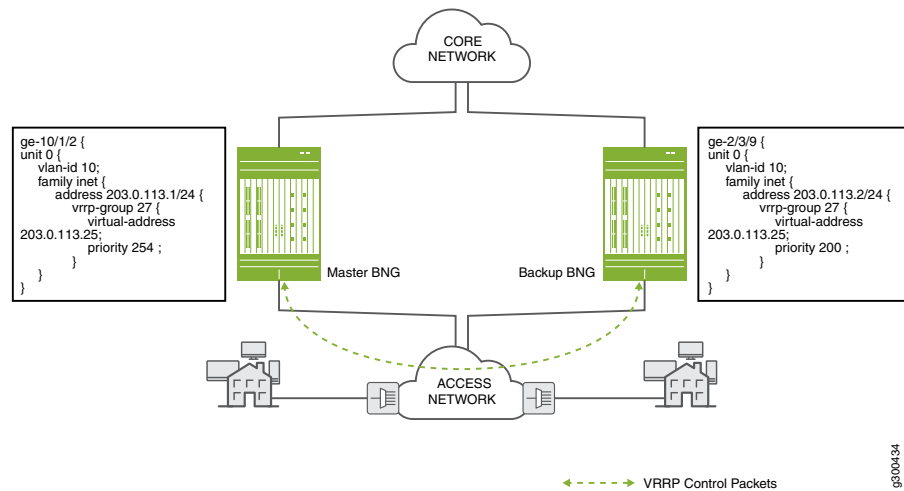 CORE
NETWORK
ge-10/1/2 {
unit 0 {
vlan-id 10;
family inet {
address 203.0.113.1/24 {
vrrp-group 27 {
virtual-address
203.0.113.25;
priority 254 ;
}
}
}
ge-2/3/9 {
unit 0 {
vlan-id 10;
family inet {
address 203.0.113.2/24 {
vrrp-group 27 {
virtual-address
203.0.113.25;
priority 200 ;
}
}
}
Master BNG
Backup BNG
ACCESS
NETWORK
VRRP Control Packets
g300434